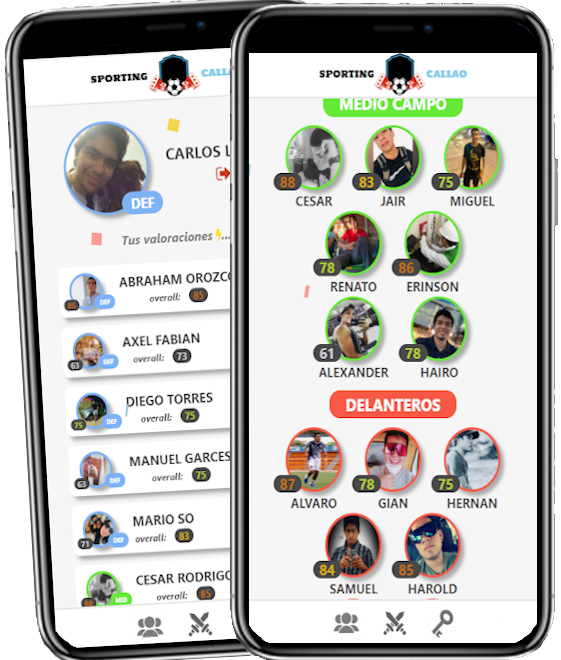 SPORTING CALLA
CARLOS L
DEF
Tus valoraciones ...
ABRAHAM OROZCO
overall: 85
85 DEF
AXEL FABIAN
overall: 73
63 DEF
DIEGO TORRES
overall: 75
75 DEF
MANUEL GARCES
overall: 75
63 DEF
MARIO SO
overall: 83
71 DEF
CESAR RODRIGO
overall: 85
MID
SPORTING CALLAO
MEDIO CAMPO
88 83 75
CESAR JAIR MIGUEL
78 86
RENATO ERINSON
61 78
ALEXANDER HAIRO
DELANTEROS
87 78 75
ALVARO GIAN HERNAN
84 85
SAMUEL HAROLD